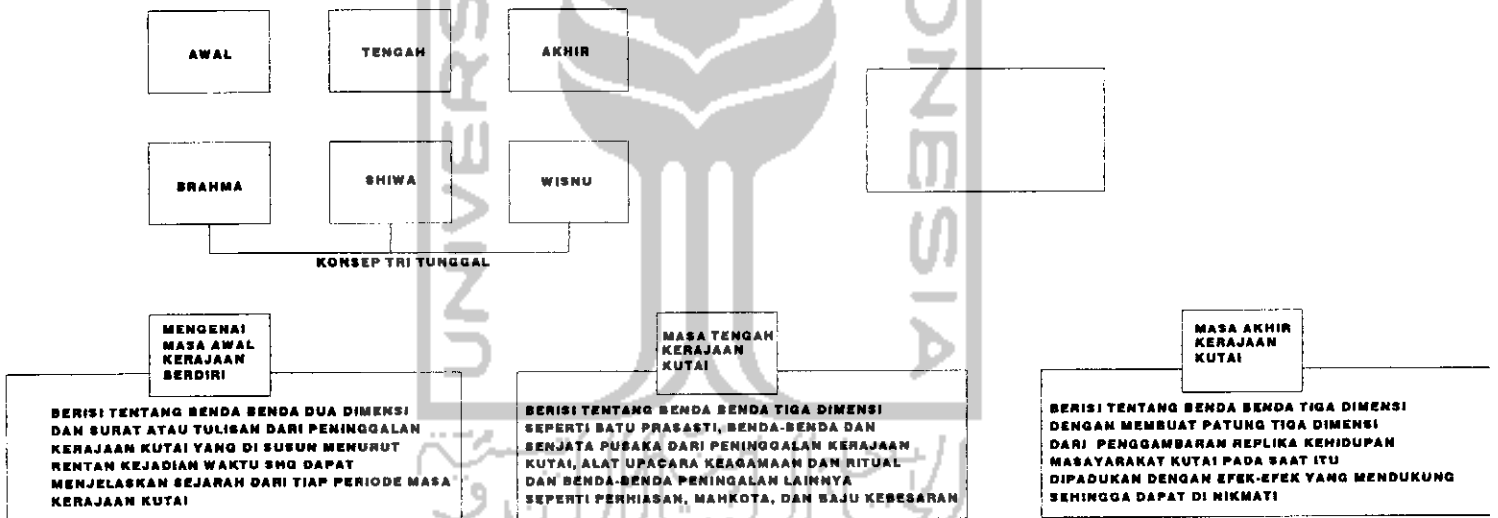 AWAL
TENGAH
AKHIR
BRAHMA
SHIWA
WISNU
KONSEP TRI TUNGGAL
MENGENAI
MASA AWAL
KERAJAAN
BERDIRI
BERISI TENTANG BENDA BENDA DUA DIMENSI
DAN SURAT ATAU TULISAN DARI PENINGGALAN
KERAJAAN KUTAI YANG DI SUSUN MENURUT
RENTAN KEJADIAN WAKTU SHG DAPAT
MENJELASKAN SEJARAH DARI TIAP PERIODE MASA
KERAJAAN KUTAI
MASA TENGAH
KERAJAAN
KUTAI
BERISI TENTANG BENDA BENDA TIGA DIMENSI
SEPERTI BATU PRASASTI, BENDA-BENDA DAN
SENJATA PUSAKA DARI PENINGGALAN KERAJAAN
KUTAI, ALAT UPACARA KEAGAMAAN DAN RITUAL
DAN BENDA-BENDA PENINGALAN LAINNYA
SEPERTI PERHIASAN, MAHKOTA, DAN BAJU KEBESARAN
MASA AKHIR
KERAJAAN
KUTAI
BERISI TENTANG BENDA BENDA TIGA DIMENSI
DENGAN MEMBUAT PATUNG TIGA DIMENSI
DARI PENGGAMBARAN REPLIKA KEHIDUPAN
MASAYARAKAT KUTAI PADA SAAT ITU
DIPADUKAN DENGAN EFEK-EFEK YANG MENDUKUNG
SEHINGGA DAPAT DI NIKMATI